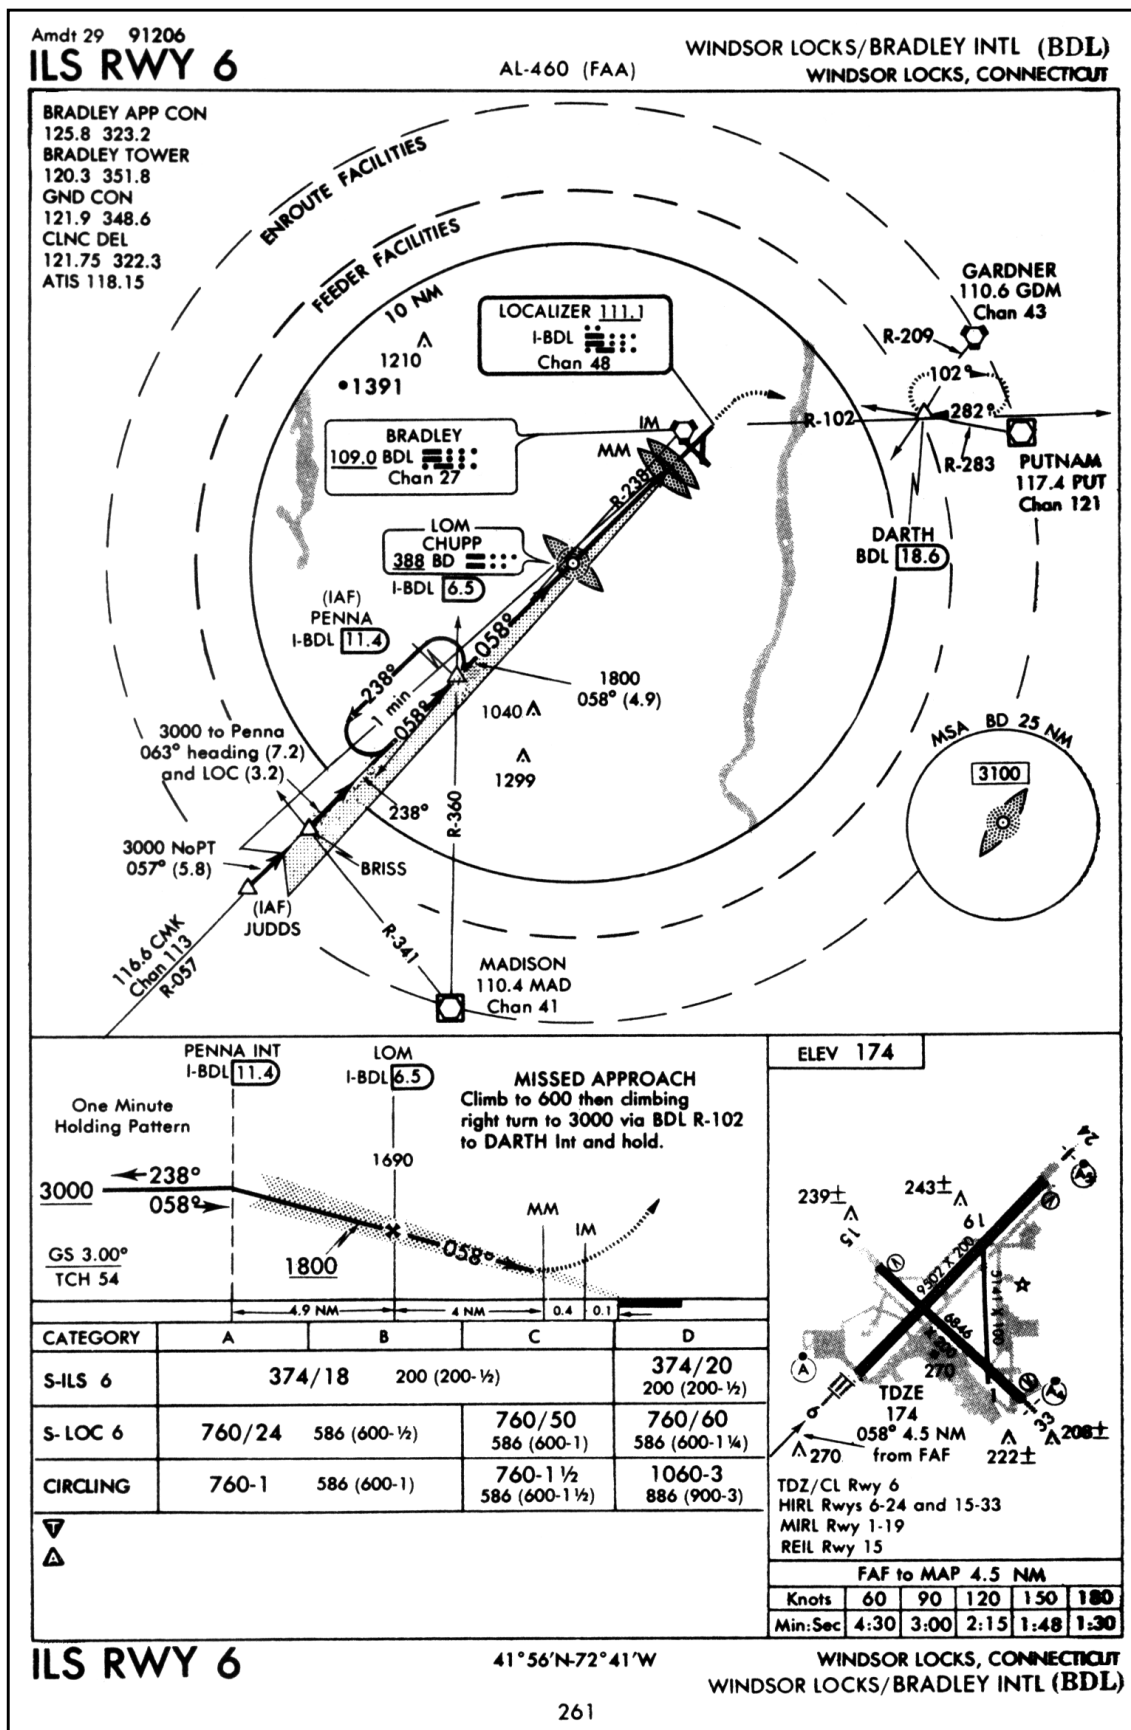 Amdt 29 91206
ILS RWY 6
AL-460 (FAA)
WINDSOR LOCKS/BRADLEY INTL (BDL)
WINDSOR LOCKS, CONNECTICUT
BRADLEY APP CON
125.8 323.2
BRADLEY TOWER
120.3 351.8
GND CON
121.9 348.6
CLNC DEL
121.75 322.3
ATIS 118.15
ENROUTE FACILITIES
FEEDER FACILITIES
10 NM
1210
1391
LOCALIZER 111.1
I-BDL
Chan 48
GARDNER
110.6 GDM
Chan 43
R-209
102°
282°
R-102
R-283
PUTNAM
117.4 PUT
Chan 121
DARTH
BDL 18.6
BRADLEY
109.0 BDL
Chan 27
IM
MM
R-238
LOM
CHUPP
388 BD
I-BDL 6.5
(IAF)
PENNA
I-BDL 11.4
058°
238°
1 min
058°
1800
058° (4.9)
1040
1299
3000 to Penna
063° heading (7.2)
and LOC (3.2)
238°
R-360
3000 NoPT
057° (5.8)
BRISS
(IAF)
JUDDS
R-341
116.6 CMK
Chan 113
R-057
MADISON
110.4 MAD
Chan 41
MSA BD 25 NM
3100
PENNA INT
I-BDL 11.4
LOM
I-BDL 6.5
MISSED APPROACH
Climb to 600 then climbing
right turn to 3000 via BDL R-102
to DARTH Int and hold.
One Minute
Holding Pattern
1690
3000
238°
058°
MM
IM
058°
GS 3.00°
TCH 54
1800
4.9 NM
4 NM
0.4
0.1
CATEGORY A B C D
S-ILS 6 374/18 200 (200-½) 374/20 200 (200-½)
S-LOC 6 760/24 586 (600-½) 760/50 586 (600-1) 760/60 586 (600-1¼)
CIRCLING 760-1 586 (600-1) 760-1½ 586 (600-1½) 1060-3 886 (900-3)
T
A
ELEV 174
24
A5
239±
243±
15
V
19
9502 X 200
5141 X 100
6846 X 200
270
A
TDZE
174
1
A4
33
208±
6
058° 4.5 NM
from FAF
270
222±
TDZ/CL Rwy 6
HIRL Rwys 6-24 and 15-33
MIRL Rwy 1-19
REIL Rwy 15
FAF to MAP 4.5 NM
Knots 60 90 120 150 180
Min:Sec 4:30 3:00 2:15 1:48 1:30
ILS RWY 6
41°56'N-72°41'W
WINDSOR LOCKS, CONNECTICUT
WINDSOR LOCKS/BRADLEY INTL (BDL)
261